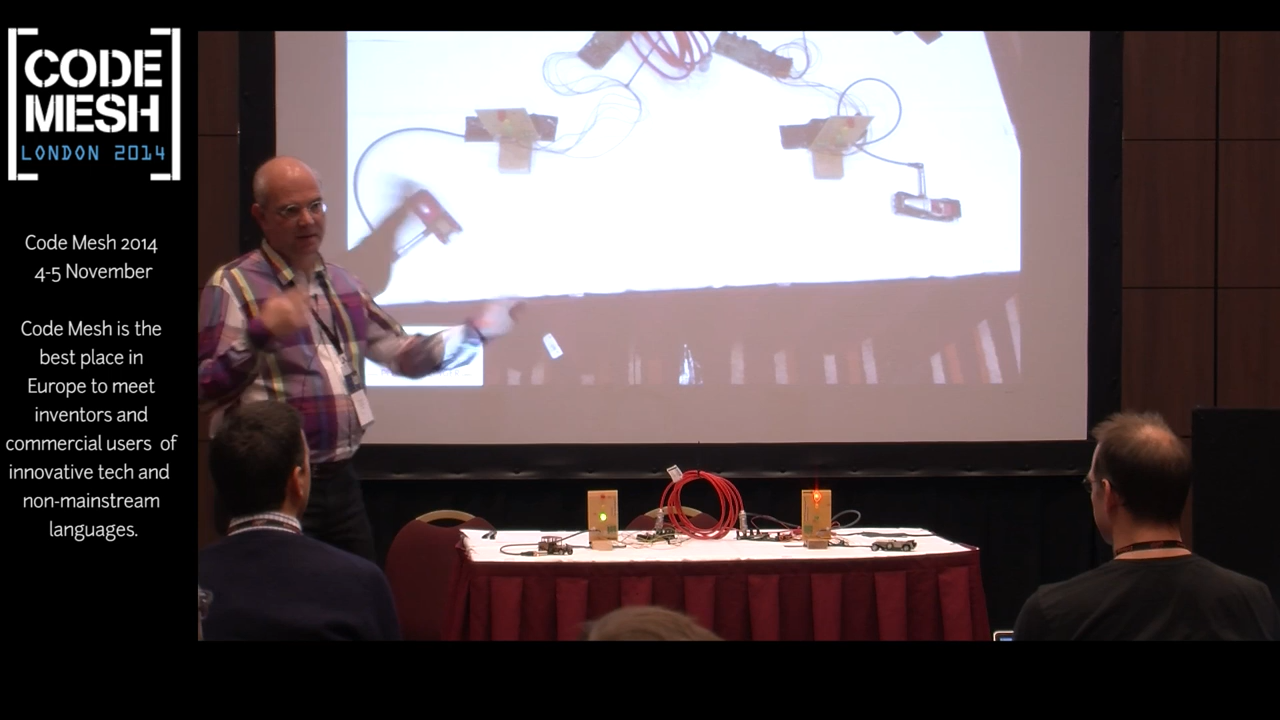 CODE
MESH
LONDON 2014
Code Mesh 2014
4-5 November
Code Mesh is the
best place in
Europe to meet
inventors and
commercial users of
innovative tech and
non-mainstream
languages.